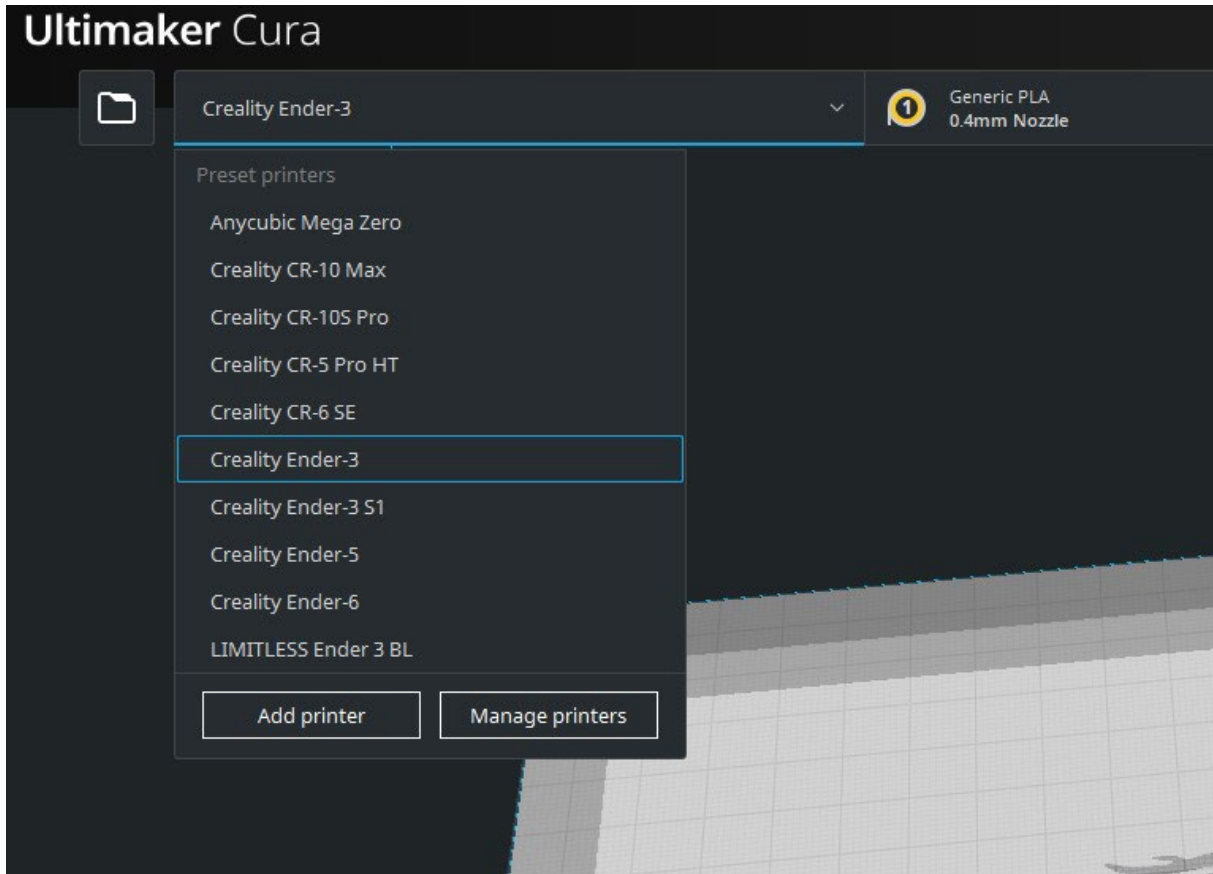 Ultimaker Cura
Creality Ender-3
1
Generic PLA
0.4mm Nozzle
Preset printers
Anycubic Mega Zero
Creality CR-10 Max
Creality CR-10S Pro
Creality CR-5 Pro HT
Creality CR-6 SE
Creality Ender-3
Creality Ender-3 S1
Creality Ender-5
Creality Ender-6
LIMITLESS Ender 3 BL
Add printer
Manage printers